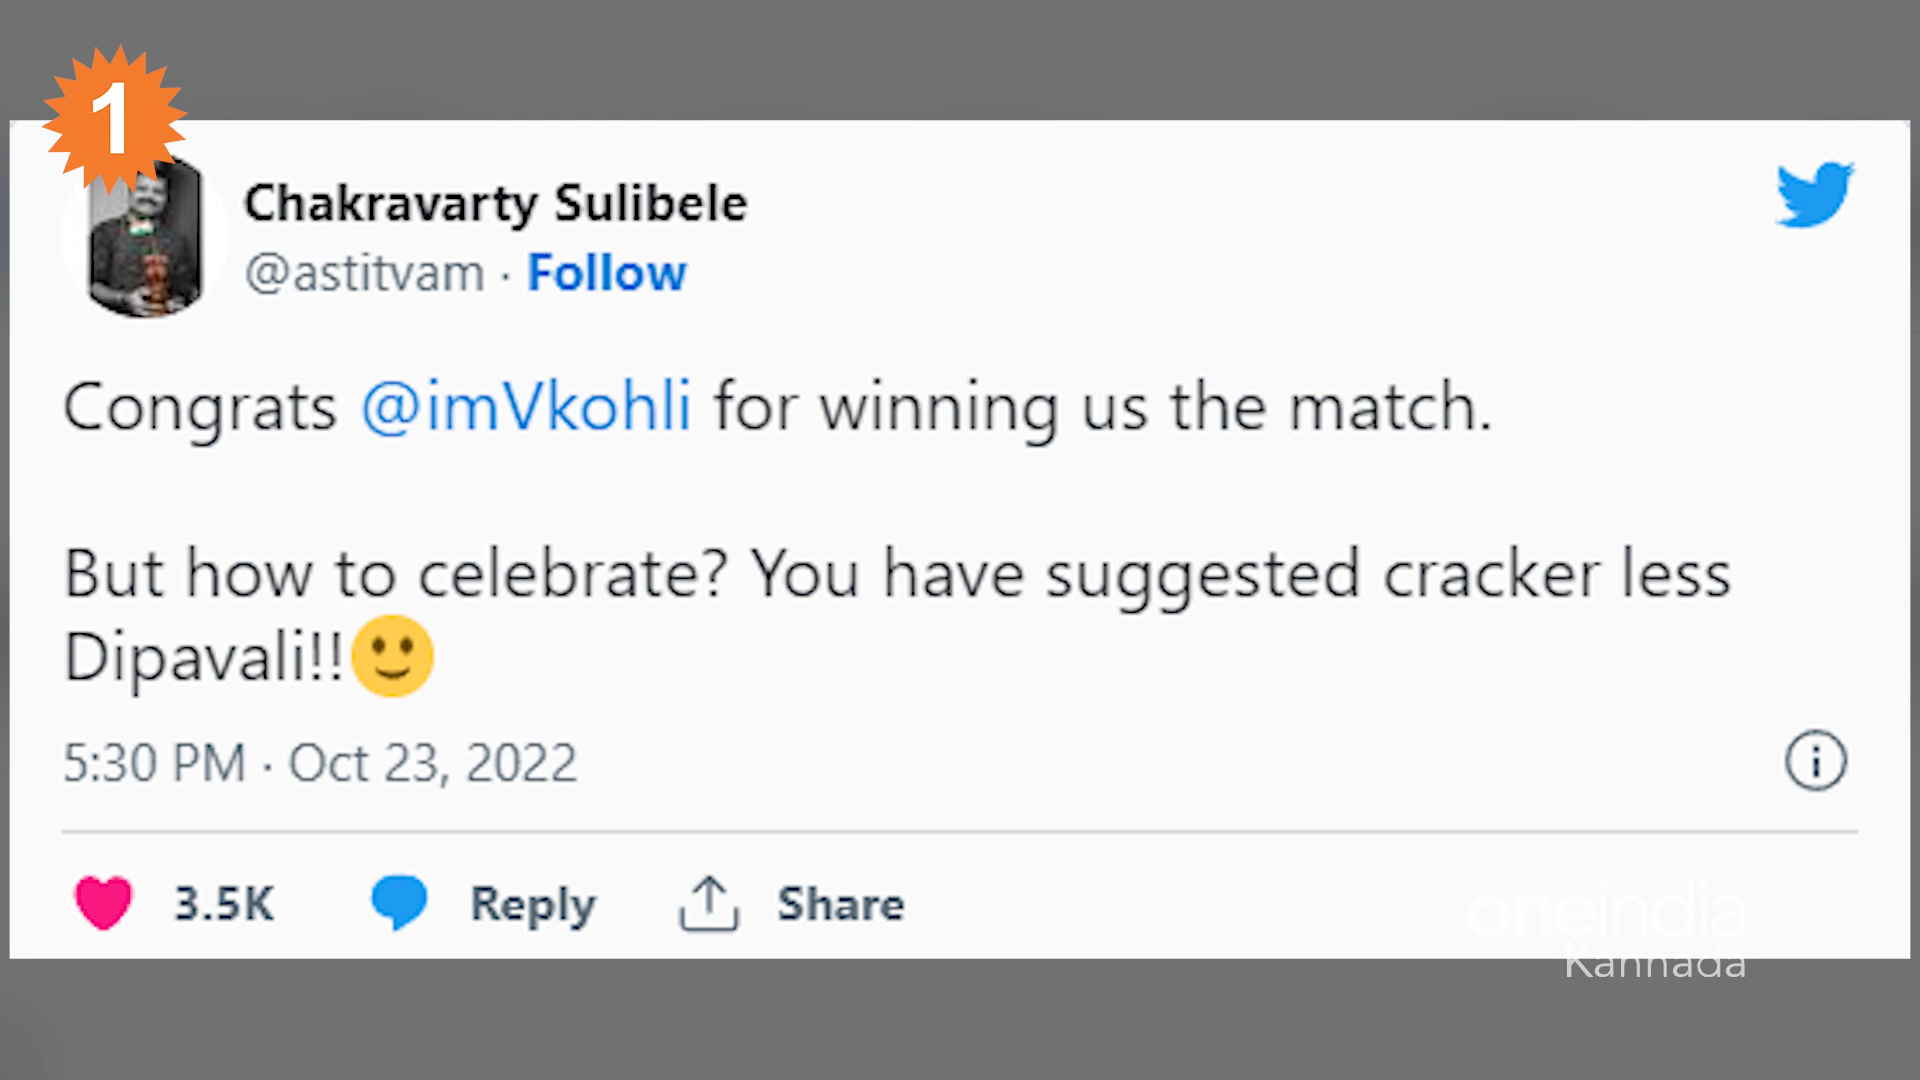 1
Chakravarty Sulibele
@astitvam · Follow
Congrats @imVkohli for winning us the match.
But how to celebrate? You have suggested cracker less
Dipavali!!🙂
5:30 PM · Oct 23, 2022
3.5K Reply Share
oneindia
Kannada